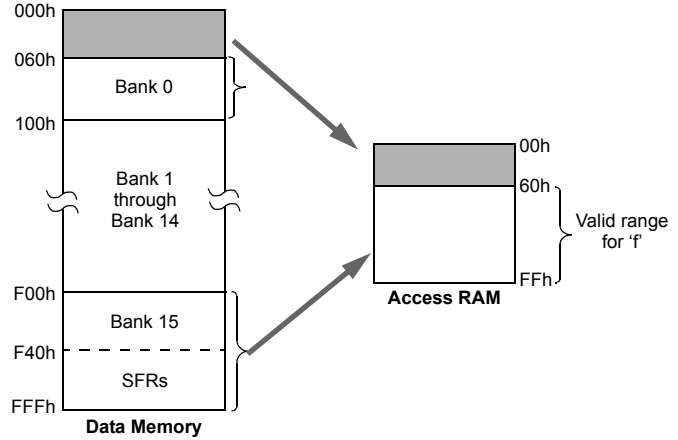 000h
060h
Bank 0
100h
Bank 1
through
Bank 14
F00h
Bank 15
F40h
SFRs
FFFh
Data Memory
00h
60h
Valid range
for ‘f’
FFh
Access RAM